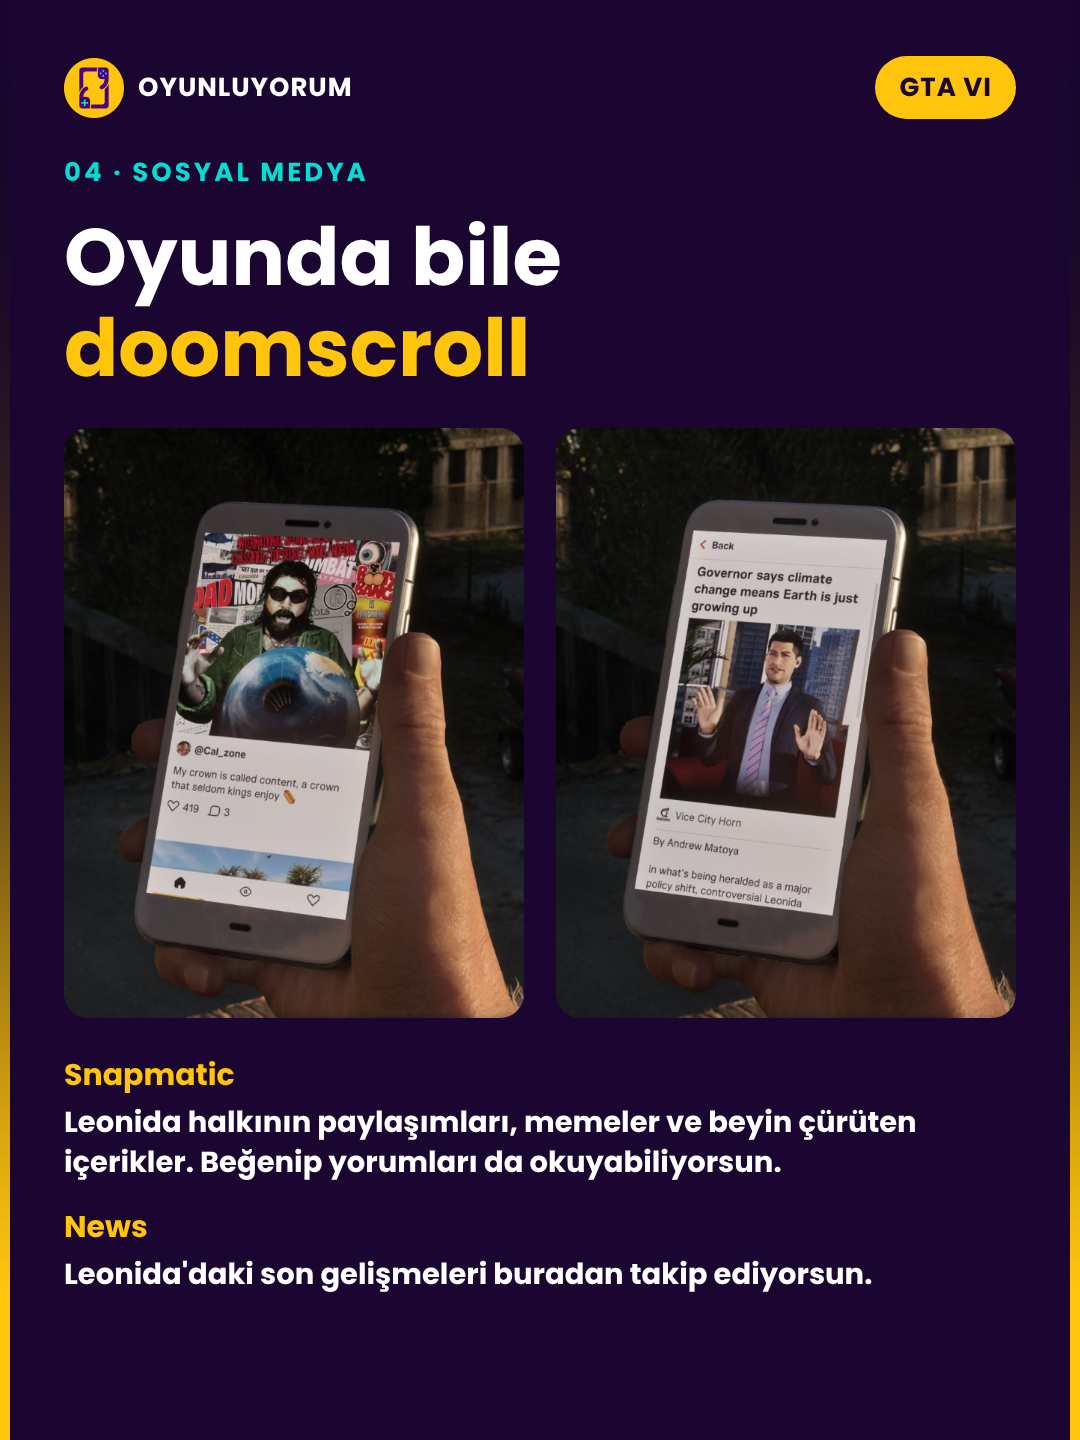 OYUNLUYORUM
GTA VI
04 · SOSYAL MEDYA
Oyunda bile
doomscroll
DAD
@Cal_zone
My crown is called content, a crown
that seldom kings enjoy 🌭
419 3
Back
Governor says climate
change means Earth is just
growing up
Vice City Horn
By Andrew Matoya
In what's being heralded as a major
policy shift, controversial Leonida
Snapmatic
Leonida halkının paylaşımları, memeler ve beyin çürüten
içerikler. Beğenip yorumları da okuyabiliyorsun.
News
Leonida'daki son gelişmeleri buradan takip ediyorsun.